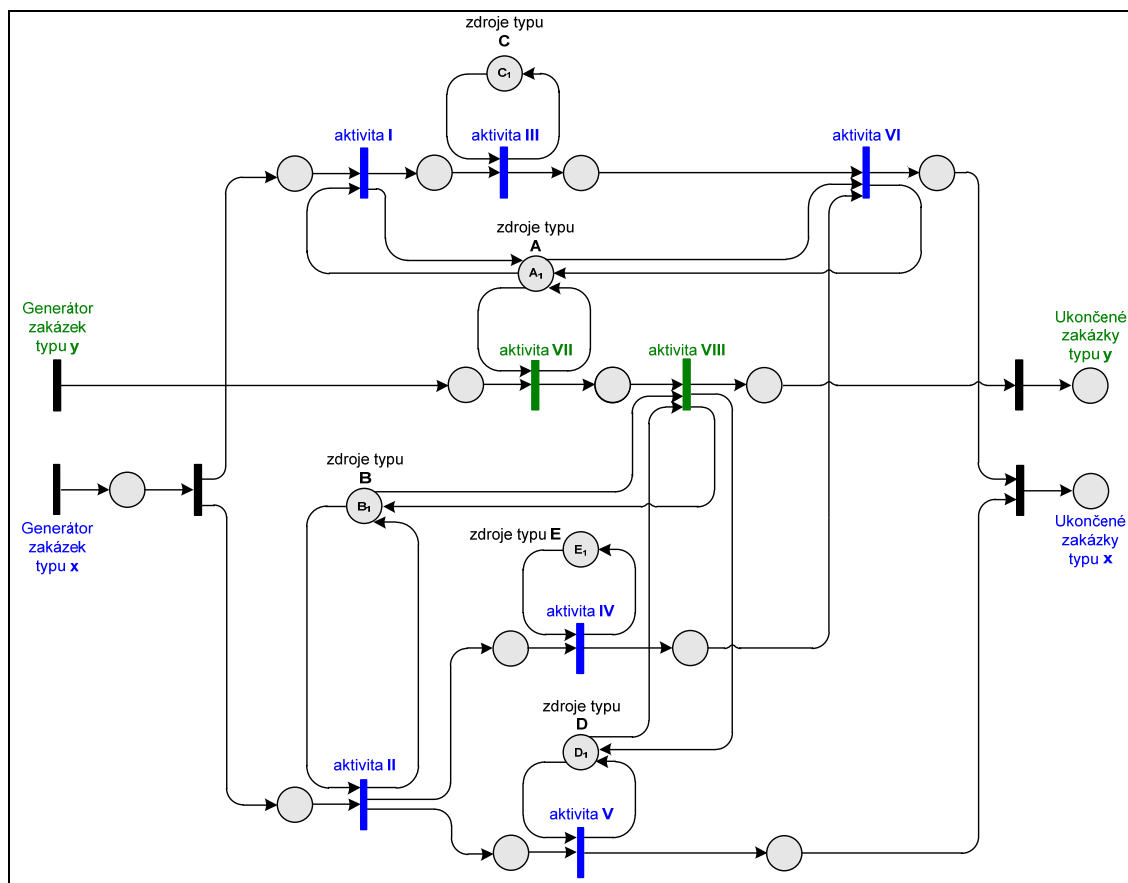 zdroje typu
C
C1
aktivita I
aktivita III
aktivita VI
zdroje typu
A
A1
Generátor
zakázek
typu y
aktivita VII
aktivita VIII
Ukončené
zakázky
typu y
zdroje typu
B
B1
Generátor
zakázek
typu x
zdroje typu E
E1
Ukončené
zakázky
typu x
aktivita IV
zdroje typu
D
D1
aktivita II
aktivita V